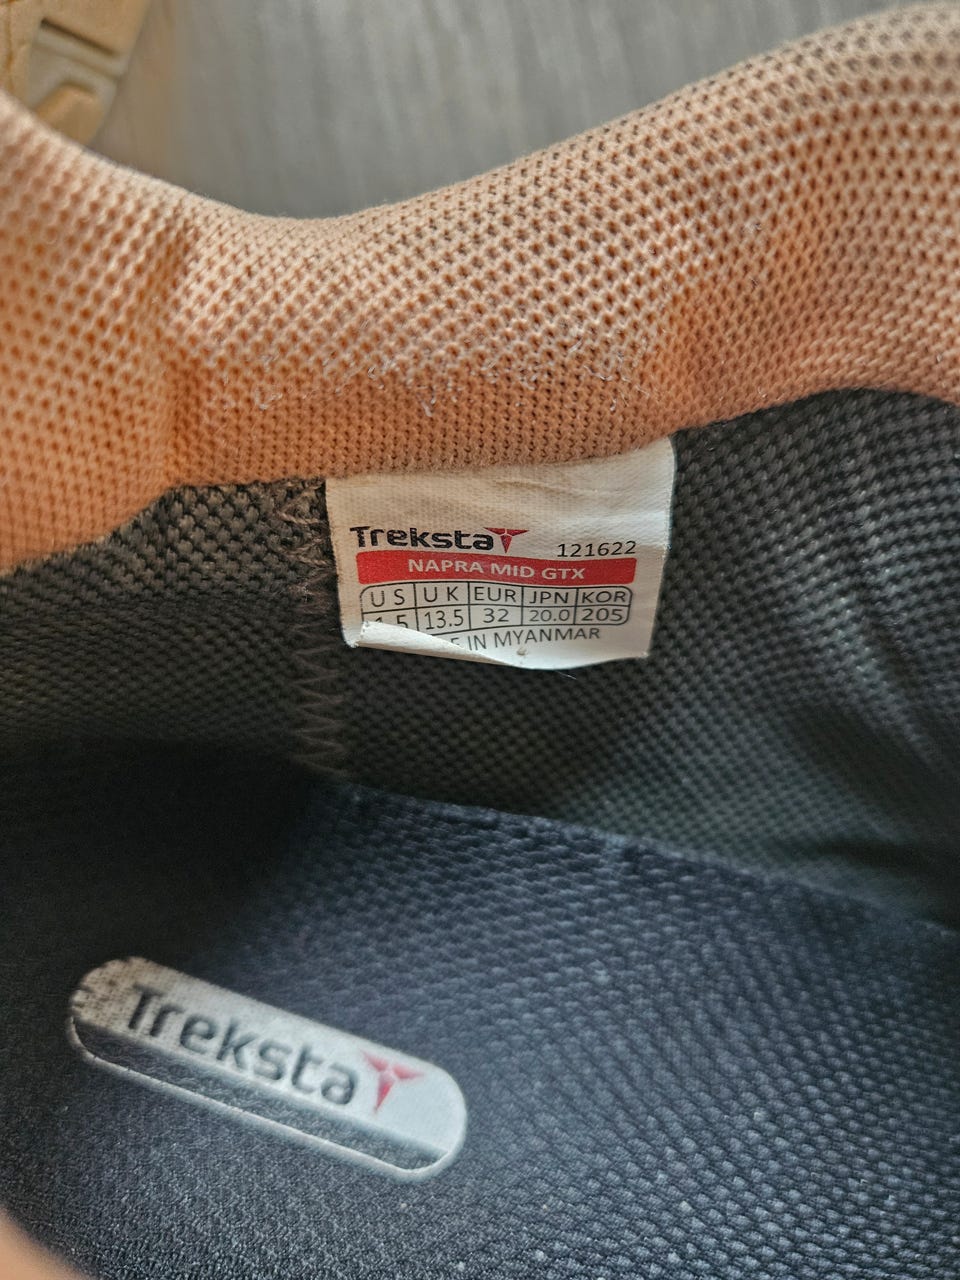 Treksta 121622
NAPRA MID GTX
US UK EUR JPN KOR
13.5 32 20.0 205
IN MYANMAR
Treksta